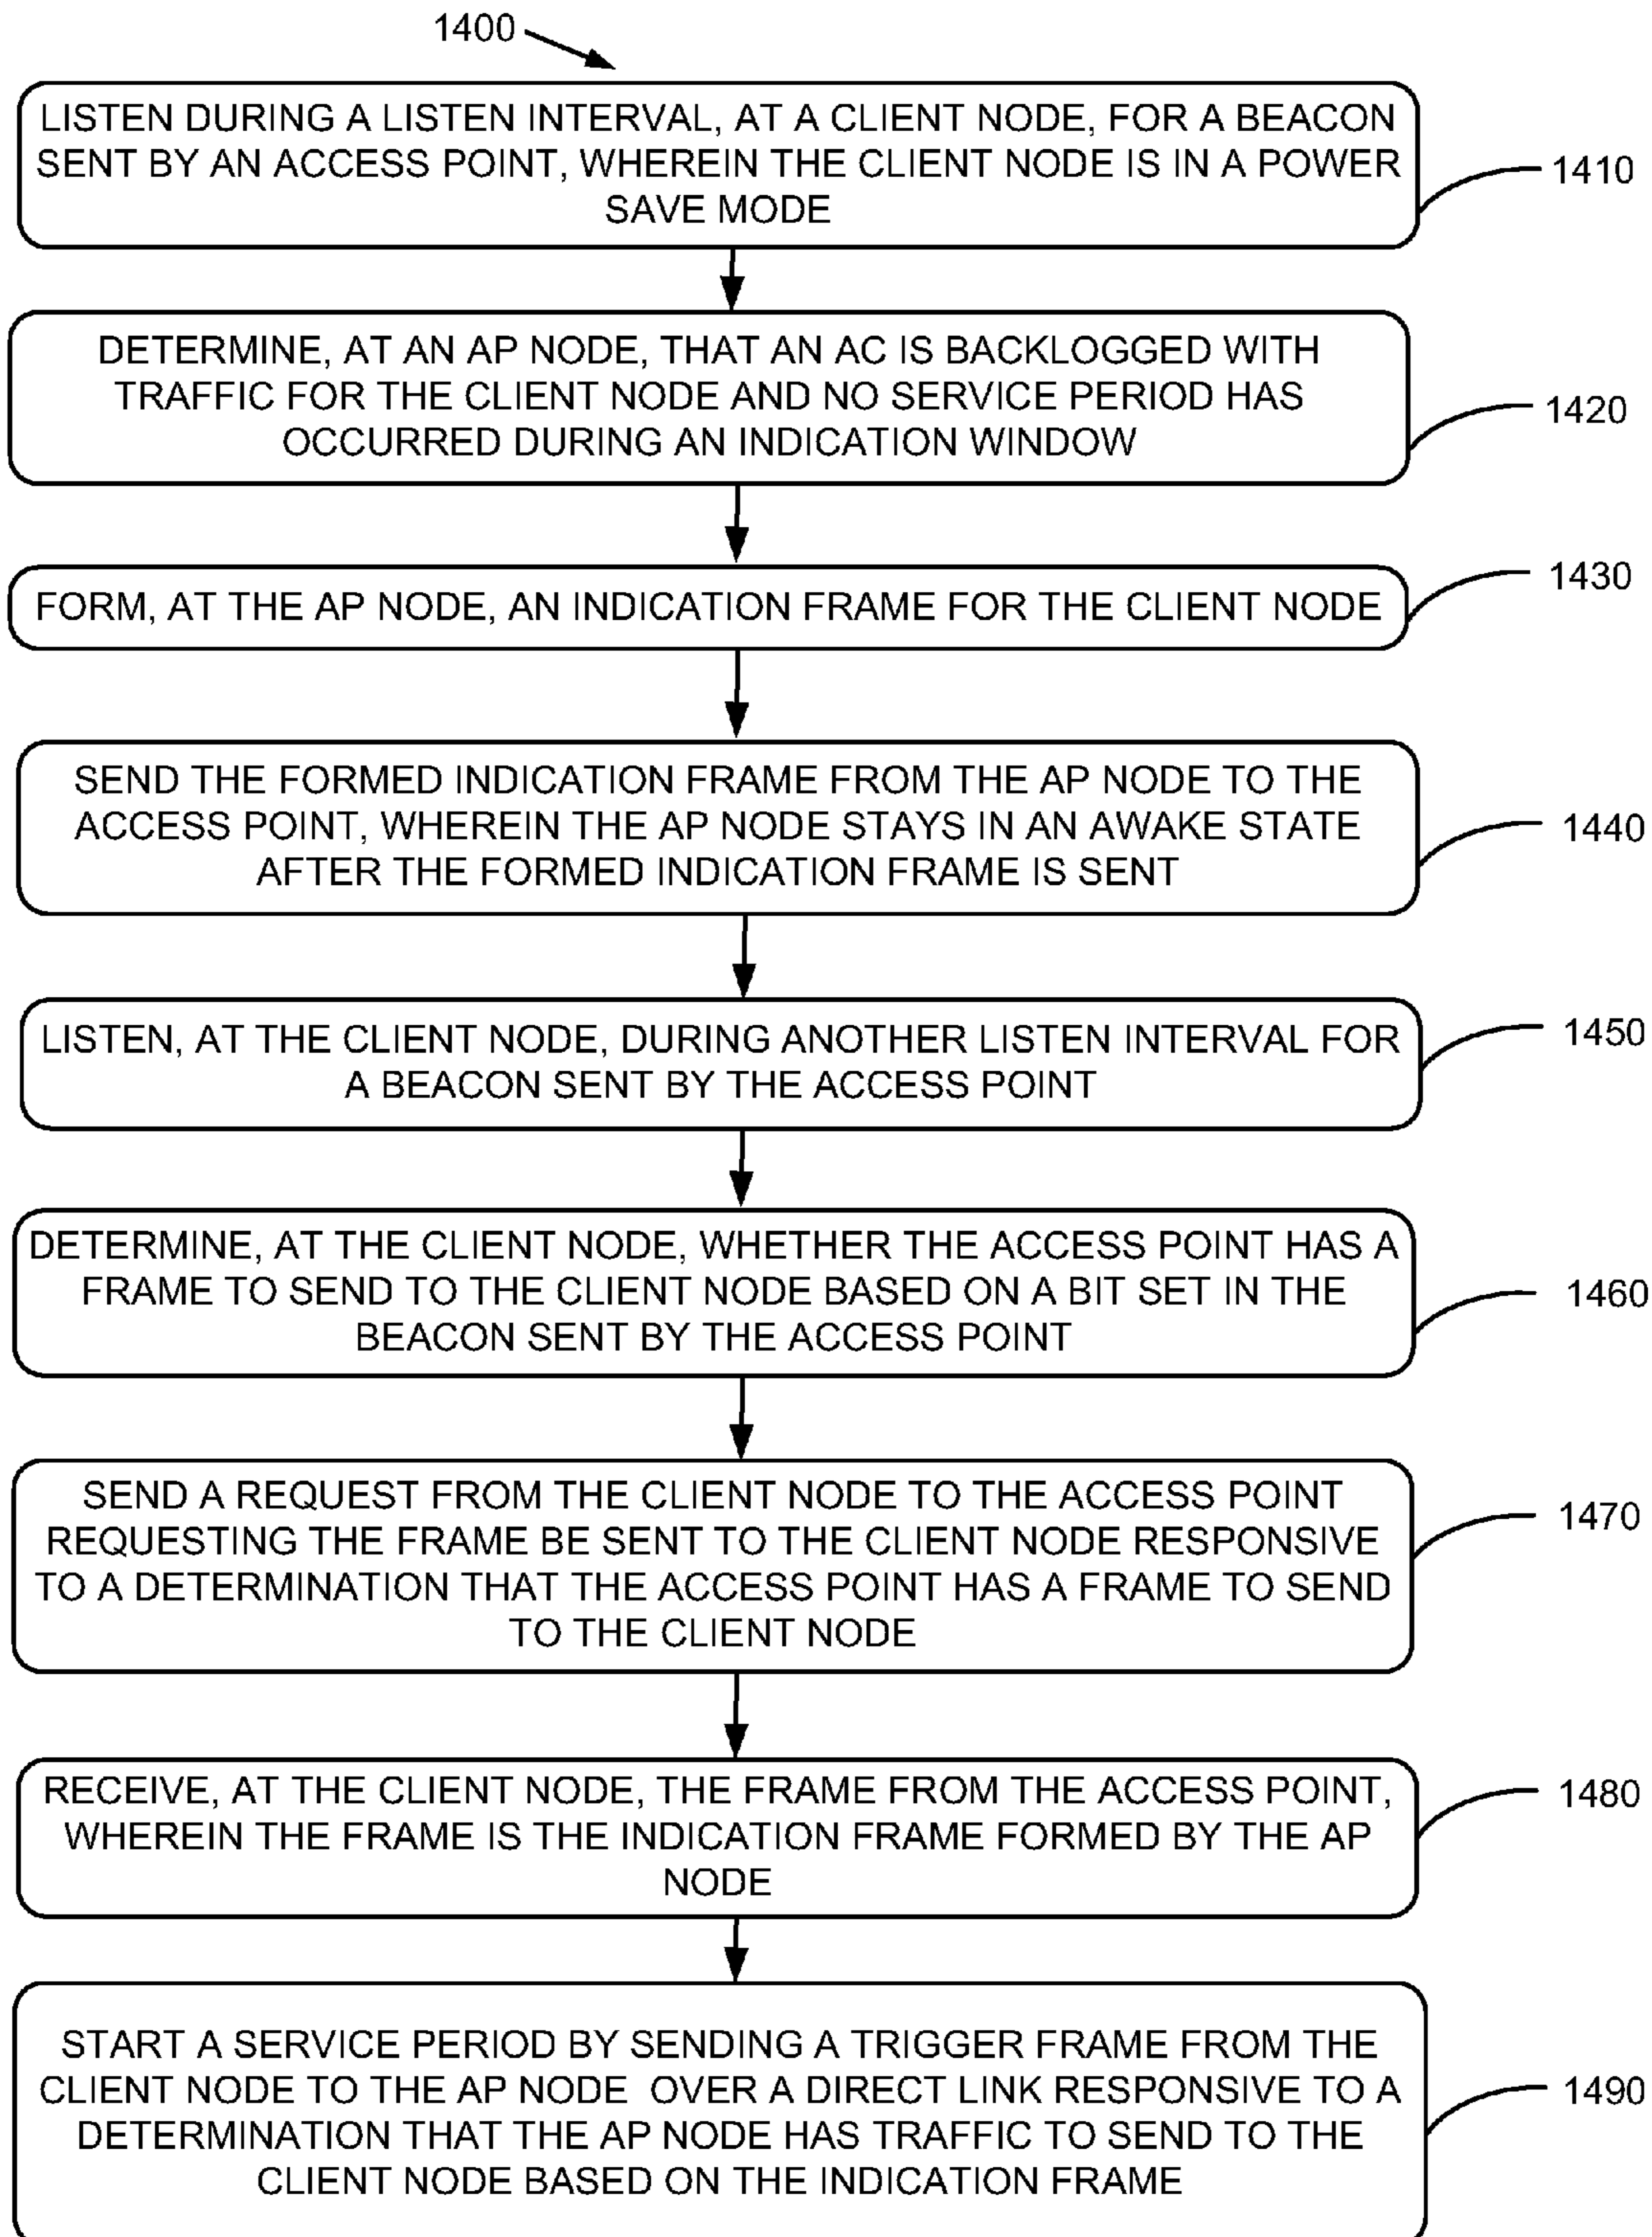 1400
LISTEN DURING A LISTEN INTERVAL, AT A CLIENT NODE, FOR A BEACON
SENT BY AN ACCESS POINT, WHEREIN THE CLIENT NODE IS IN A POWER
SAVE MODE
1410
DETERMINE, AT AN AP NODE, THAT AN AC IS BACKLOGGED WITH
TRAFFIC FOR THE CLIENT NODE AND NO SERVICE PERIOD HAS
OCCURRED DURING AN INDICATION WINDOW
1420
FORM, AT THE AP NODE, AN INDICATION FRAME FOR THE CLIENT NODE
1430
SEND THE FORMED INDICATION FRAME FROM THE AP NODE TO THE
ACCESS POINT, WHEREIN THE AP NODE STAYS IN AN AWAKE STATE
AFTER THE FORMED INDICATION FRAME IS SENT
1440
LISTEN, AT THE CLIENT NODE, DURING ANOTHER LISTEN INTERVAL FOR
A BEACON SENT BY THE ACCESS POINT
1450
DETERMINE, AT THE CLIENT NODE, WHETHER THE ACCESS POINT HAS A
FRAME TO SEND TO THE CLIENT NODE BASED ON A BIT SET IN THE
BEACON SENT BY THE ACCESS POINT
1460
SEND A REQUEST FROM THE CLIENT NODE TO THE ACCESS POINT
REQUESTING THE FRAME BE SENT TO THE CLIENT NODE RESPONSIVE
TO A DETERMINATION THAT THE ACCESS POINT HAS A FRAME TO SEND
TO THE CLIENT NODE
1470
RECEIVE, AT THE CLIENT NODE, THE FRAME FROM THE ACCESS POINT,
WHEREIN THE FRAME IS THE INDICATION FRAME FORMED BY THE AP
NODE
1480
START A SERVICE PERIOD BY SENDING A TRIGGER FRAME FROM THE
CLIENT NODE TO THE AP NODE OVER A DIRECT LINK RESPONSIVE TO A
DETERMINATION THAT THE AP NODE HAS TRAFFIC TO SEND TO THE
CLIENT NODE BASED ON THE INDICATION FRAME
1490